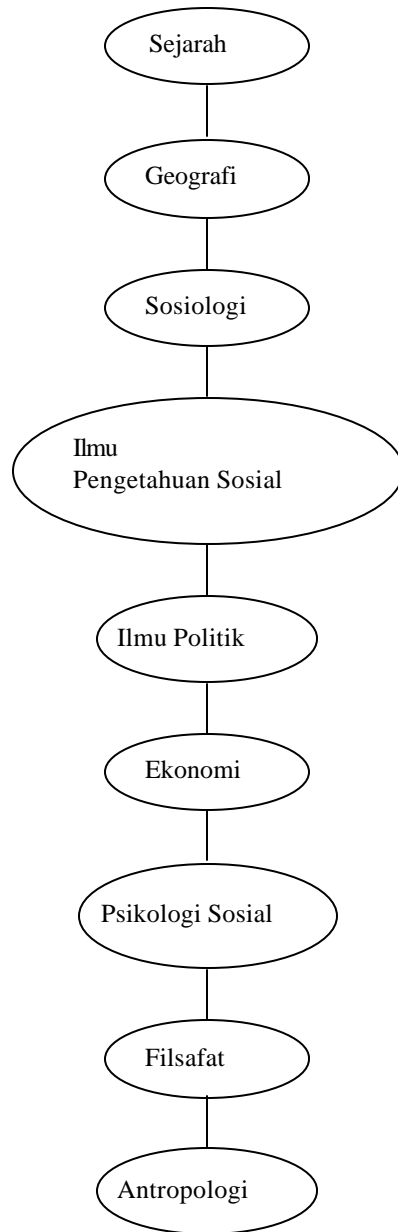 Sejarah
Geografi
Sosiologi
Ilmu
Pengetahuan Sosial
Ilmu Politik
Ekonomi
Psikologi Sosial
Filsafat
Antropologi